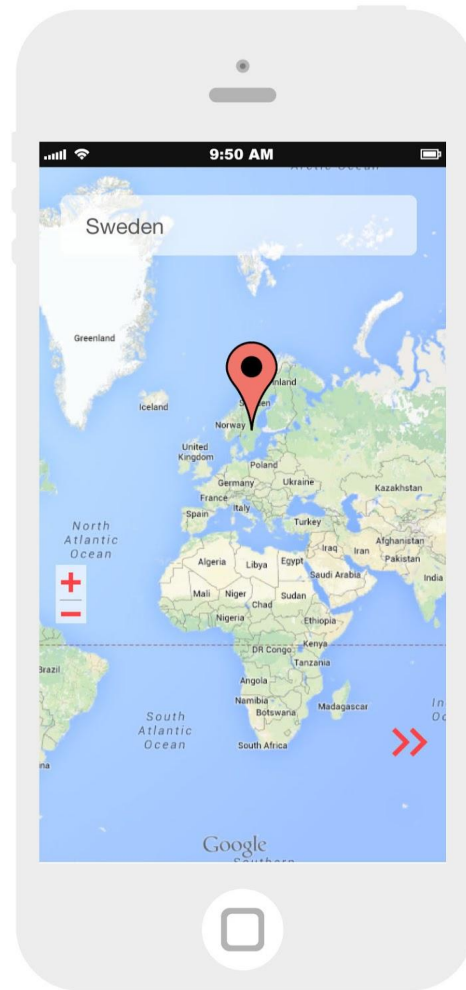 9:50 AM
Sweden
Greenland
Finland
Iceland
Sweden
Norway
United
Kingdom
Poland
Germany
Ukraine
France
Kazakhstan
Italy
Spain
Turkey
North
Atlantic
Ocean
Afghanistan
Iraq
Iran
Pakistan
Algeria
Libya
Egypt
Saudi Arabia
India
Mali
Niger
Sudan
Chad
Nigeria
Ethiopia
Kenya
DR Congo
Tanzania
Brazil
Angola
Namibia
Botswana
Madagascar
South
Atlantic
Ocean
South Africa
Google